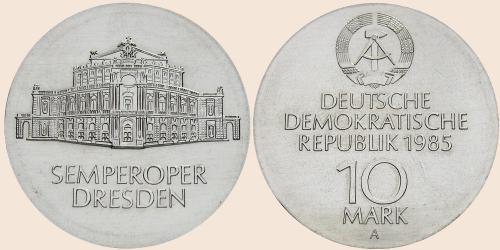 SEMPEROPER
DRESDEN
DEUTSCHE
DEMOKRATISCHE
REPUBLIK 1985
10
MARK
A